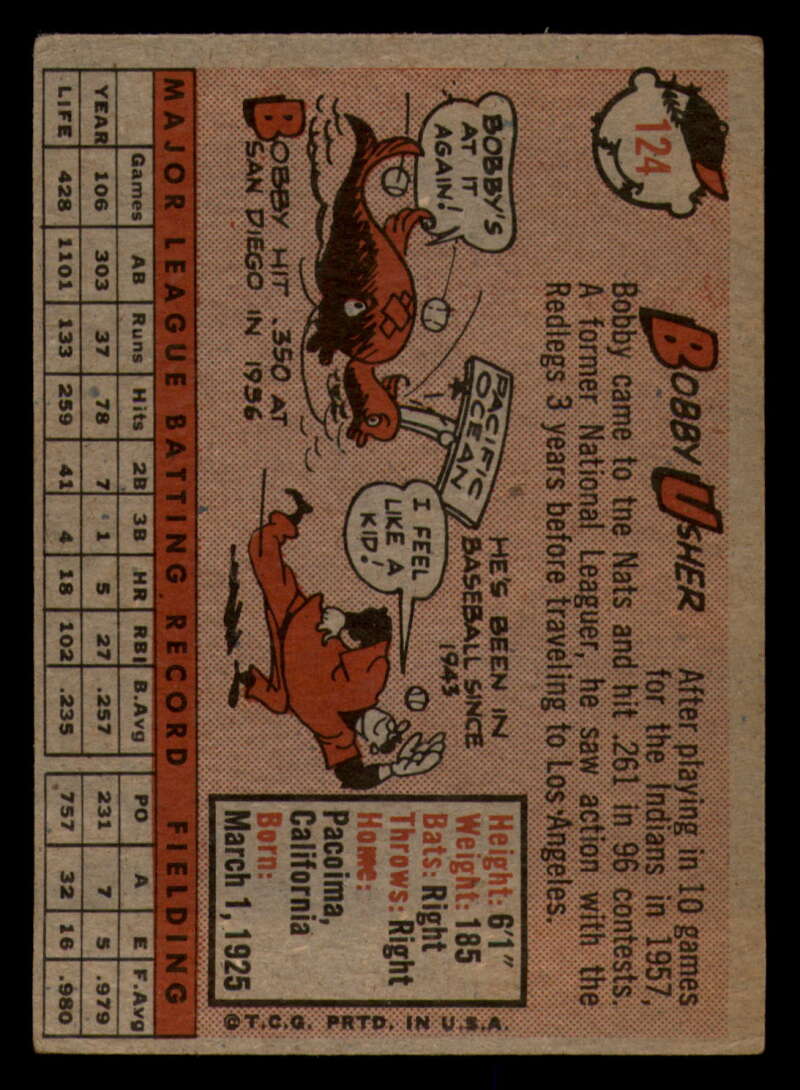 124
BOBBY USHER
After playing in 10 games
for the Indians in 1957,
Bobby came to tne Nats and hit .261 in 96 contests.
A former National Leaguer, he saw action with the
Redlegs 3 years before traveling to Los Angeles.
BOBBY'S
AT IT
AGAIN!
PACIFIC
OCEAN
BOBBY HIT .350 AT
SAN DIEGO IN 1956
HE'S BEEN IN
BASEBALL SINCE
1943
I FEEL
LIKE A
KID!
Height: 6'1"
Weight: 185
Bats: Right
Throws: Right
Home:
Pacoima,
California
Born:
March 1, 1925
© T.C.G. PRTD. IN U.S.A.
MAJOR LEAGUE BATTING RECORD FIELDING
Games AB Runs Hits 2B 3B HR RBI B.Avg PO A E F.Avg
YEAR 106 303 37 78 7 1 5 27 .257 231 7 5 .979
LIFE 428 1101 133 259 41 4 18 102 .235 757 32 16 .980